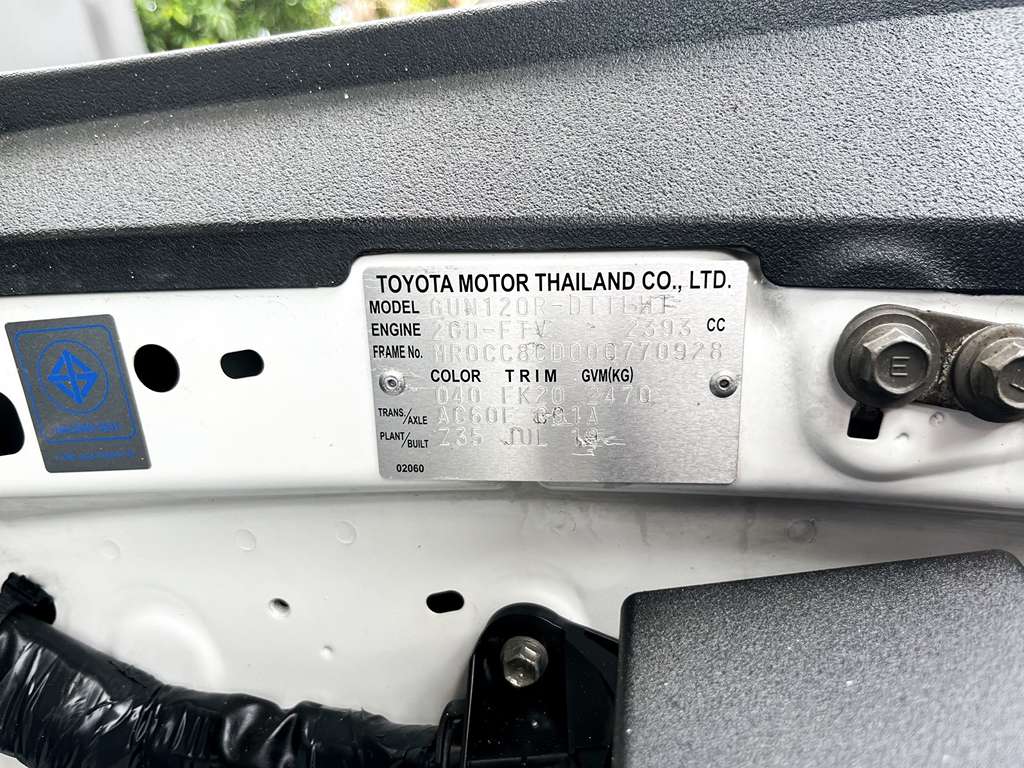 TOYOTA MOTOR THAILAND CO., LTD.
MODEL GUN120R-DTTLHT
ENGINE 2GD-FTV 2393 CC
FRAME No. MR0CC8CD000770928
COLOR TRIM GVM(KG)
040 FK20 2470
TRANS./AXLE AC60F G01A
PLANT/BUILT Z35 JUL 19
02060
E